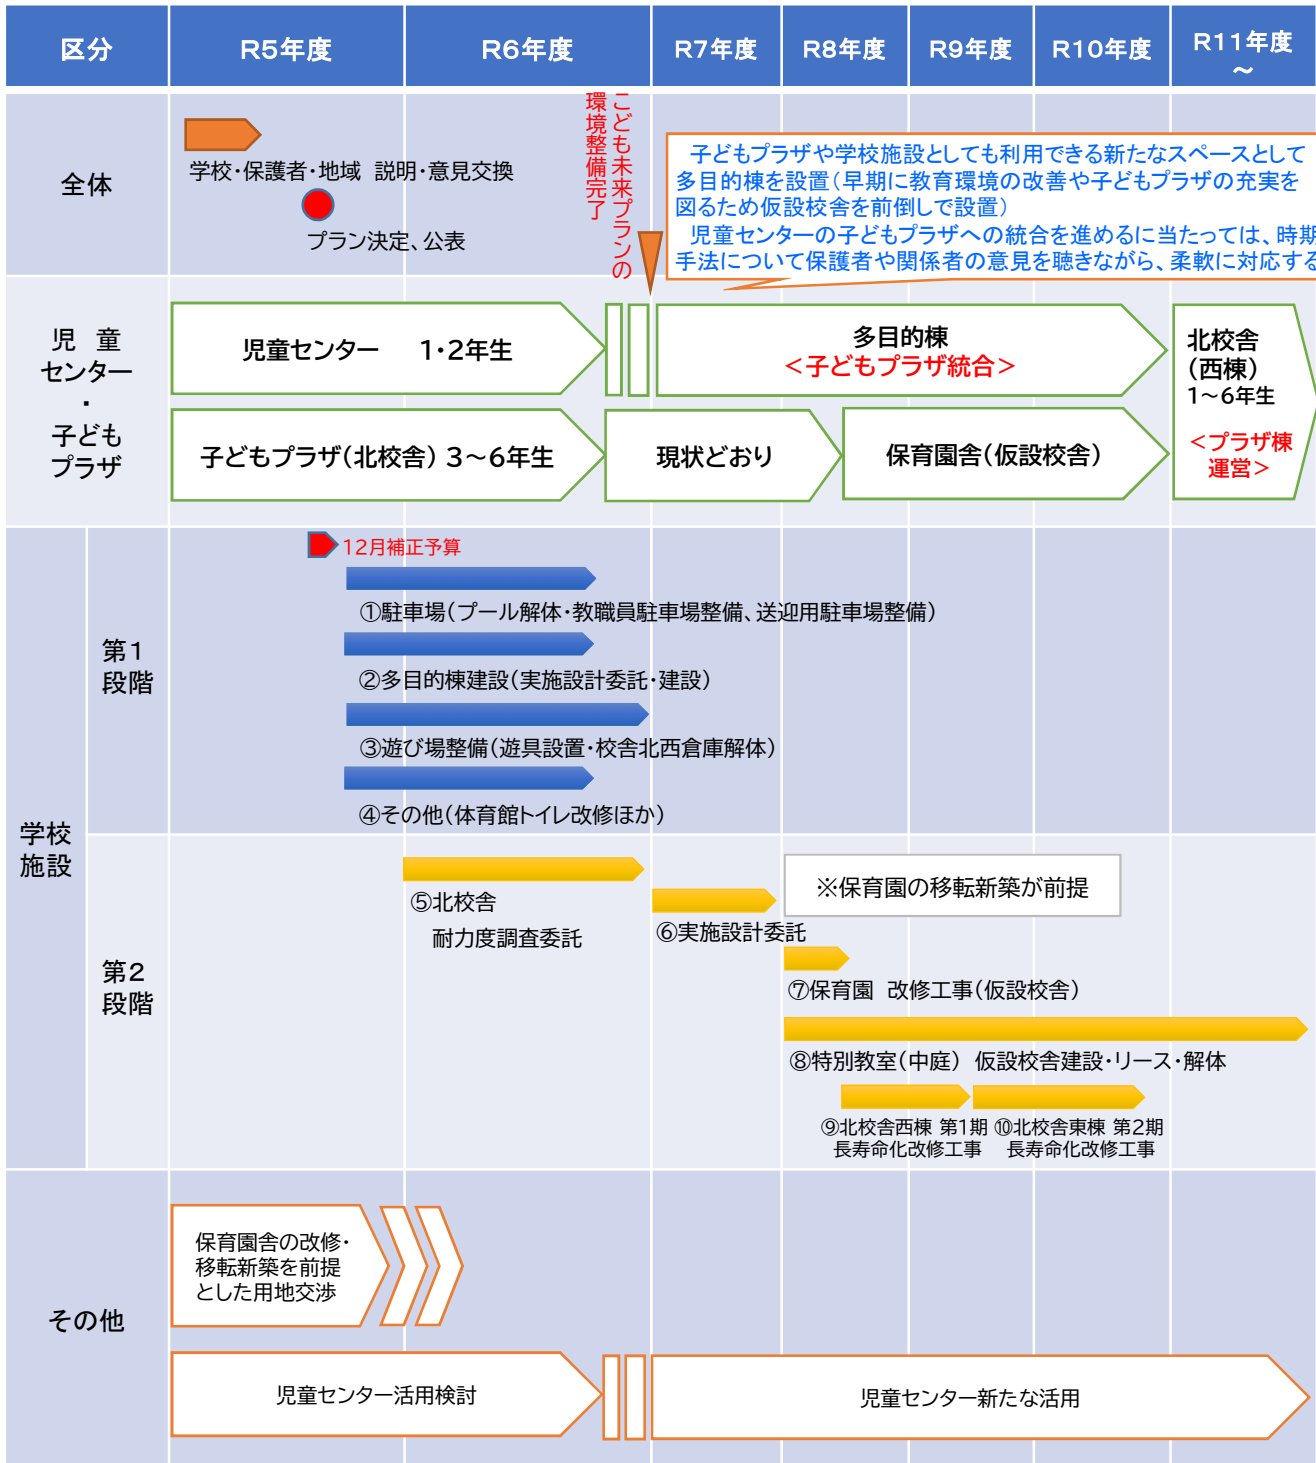 区分
R5年度
R6年度
R7年度
R8年度
R9年度
R10年度
R11年度
～
全体
学校・保護者・地域 説明・意見交換
プラン決定、公表
こども未来プランの
環境整備完了
子どもプラザや学校施設としても利用できる新たなスペースとして
多目的棟を設置（早期に教育環境の改善や子どもプラザの充実を
図るため仮設校舎を前倒しで設置）
児童センターの子どもプラザへの統合を進めるに当たっては、時期
手法について保護者や関係者の意見を聴きながら、柔軟に対応する
児 童
センター
・
子ども
プラザ
児童センター 1・2年生
多目的棟
＜子どもプラザ統合＞
子どもプラザ（北校舎）3～6年生
現状どおり
保育園舎（仮設校舎）
北校舎
（西棟）
1～6年生
＜プラザ棟
運営＞
学校
施設
第1
段階
12月補正予算
①駐車場（プール解体・教職員駐車場整備、送迎用駐車場整備）
②多目的棟建設（実施設計委託・建設）
③遊び場整備（遊具設置・校舎北西倉庫解体）
④その他（体育館トイレ改修ほか）
第2
段階
⑤北校舎
耐力度調査委託
⑥実施設計委託
※保育園の移転新築が前提
⑦保育園 改修工事（仮設校舎）
⑧特別教室（中庭） 仮設校舎建設・リース・解体
⑨北校舎西棟 第1期
長寿命化改修工事
⑩北校舎東棟 第2期
長寿命化改修工事
その他
保育園舎の改修・
移転新築を前提
とした用地交渉
児童センター活用検討
児童センター新たな活用